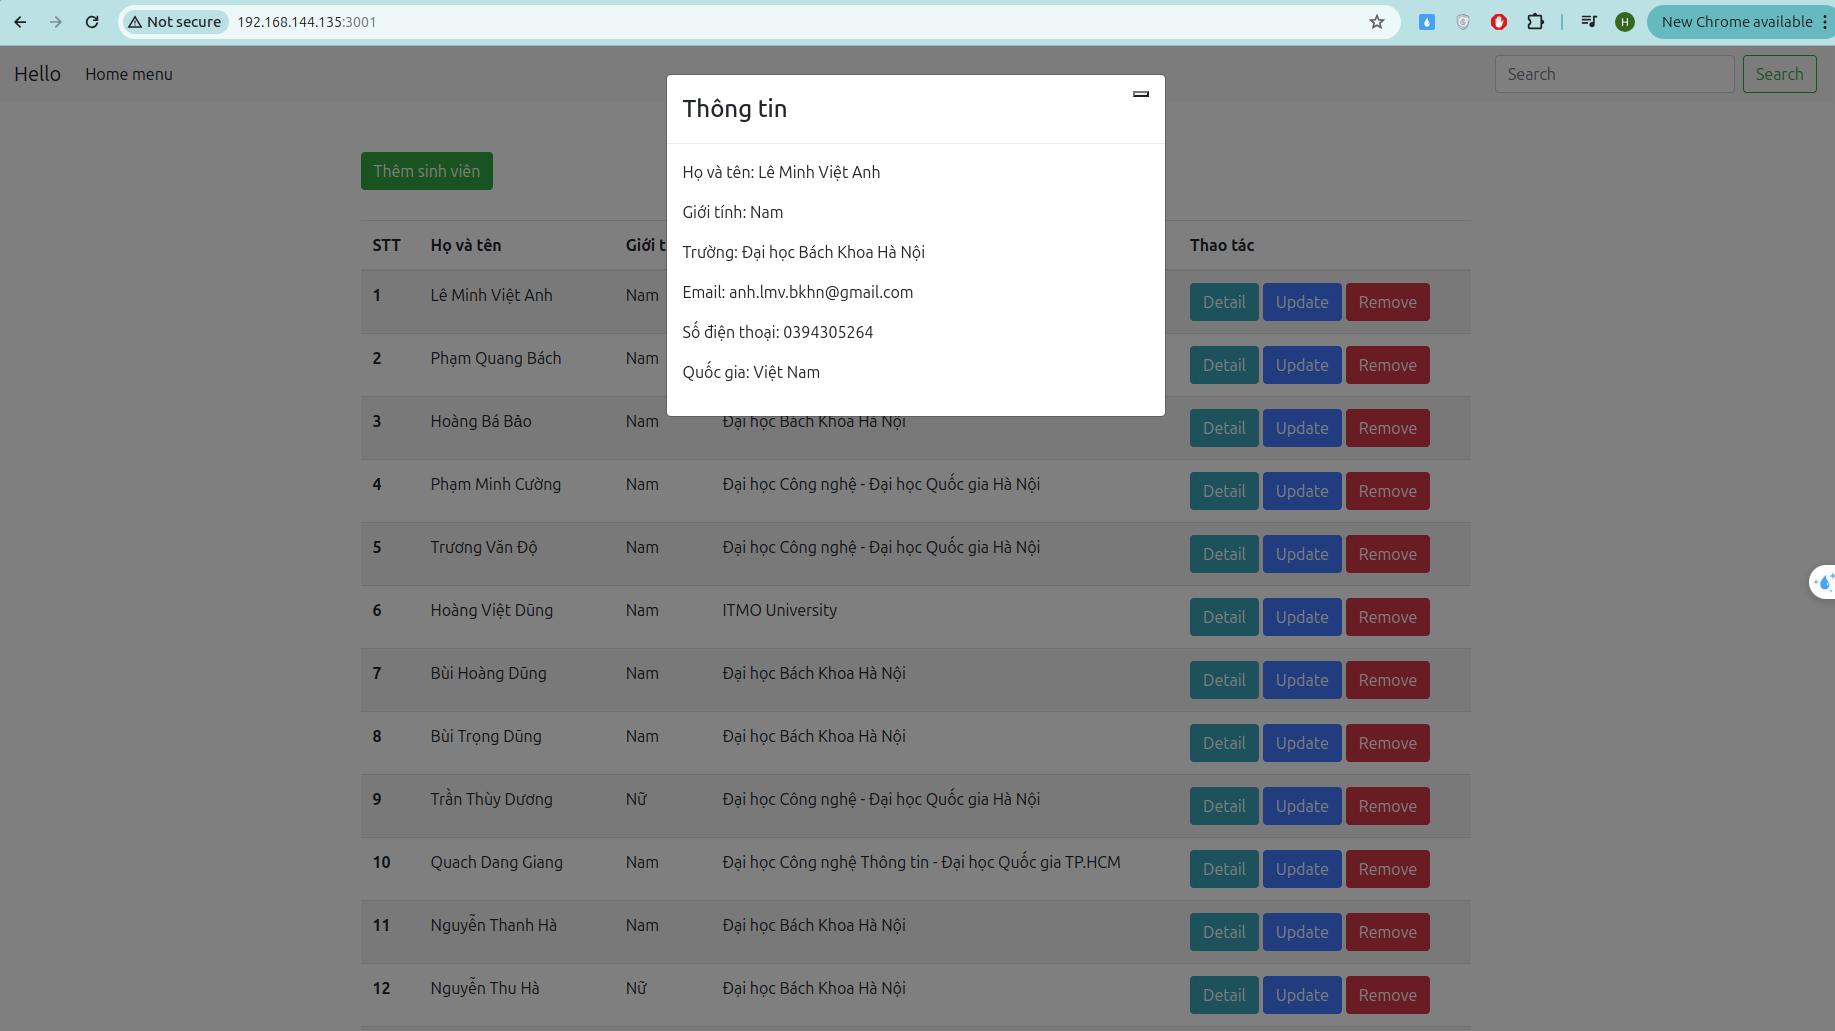 Not secure 192.168.144.135:3001 H New Chrome available
Hello Home menu Search Search
Thông tin
Họ và tên: Lê Minh Việt Anh
Giới tính: Nam
Trường: Đại học Bách Khoa Hà Nội
Email: anh.lmv.bkhn@gmail.com
Số điện thoại: 0394305264
Quốc gia: Việt Nam
Thêm sinh viên
STT Họ và tên Giới t Thao tác
1 Lê Minh Việt Anh Nam Detail Update Remove
2 Phạm Quang Bách Nam Detail Update Remove
3 Hoàng Bá Bảo Nam Đại học Bách Khoa Hà Nội Detail Update Remove
4 Phạm Minh Cường Nam Đại học Công nghệ - Đại học Quốc gia Hà Nội Detail Update Remove
5 Trương Văn Độ Nam Đại học Công nghệ - Đại học Quốc gia Hà Nội Detail Update Remove
6 Hoàng Việt Dũng Nam ITMO University Detail Update Remove
7 Bùi Hoàng Dũng Nam Đại học Bách Khoa Hà Nội Detail Update Remove
8 Bùi Trọng Dũng Nam Đại học Bách Khoa Hà Nội Detail Update Remove
9 Trần Thùy Dương Nữ Đại học Công nghệ - Đại học Quốc gia Hà Nội Detail Update Remove
10 Quach Dang Giang Nam Đại học Công nghệ Thông tin - Đại học Quốc gia TP.HCM Detail Update Remove
11 Nguyễn Thanh Hà Nam Đại học Bách Khoa Hà Nội Detail Update Remove
12 Nguyễn Thu Hà Nữ Đại học Bách Khoa Hà Nội Detail Update Remove